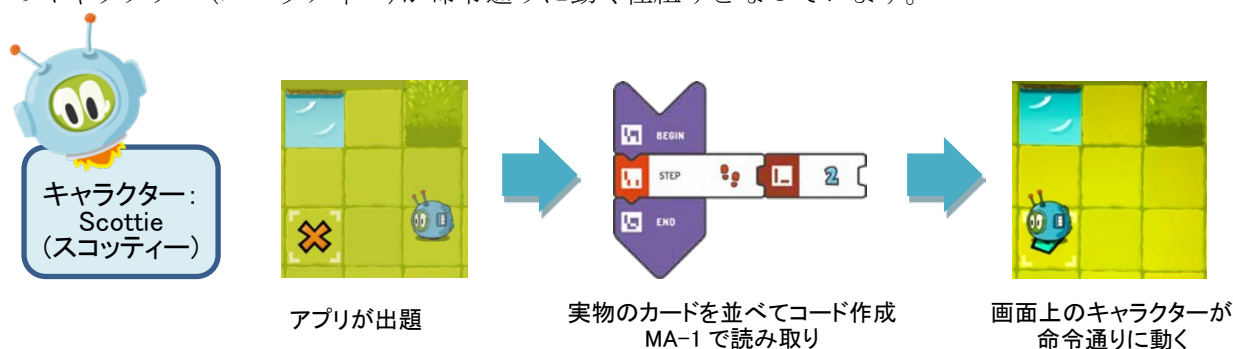 キャラクター：
Scottie
（スコッティー）
アプリが出題
BEGIN
STEP
2
END
実物のカードを並べてコード作成
MA-1 で読み取り
画面上のキャラクターが
命令通りに動く